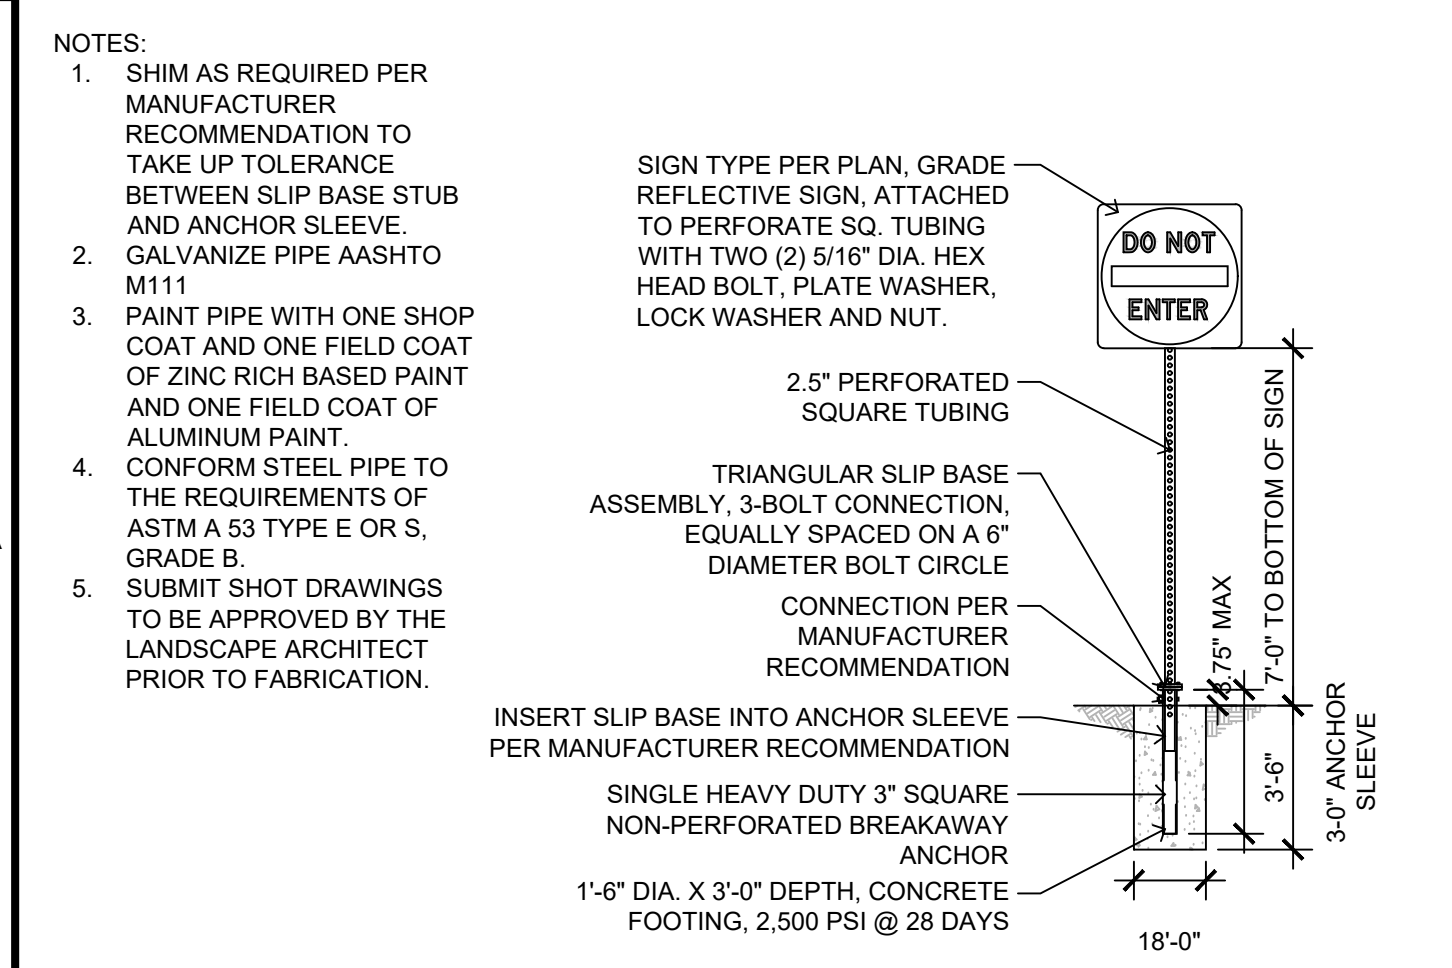 NOTES:
1. SHIM AS REQUIRED PER
MANUFACTURER
RECOMMENDATION TO
TAKE UP TOLERANCE
BETWEEN SLIP BASE STUB
AND ANCHOR SLEEVE.
2. GALVANIZE PIPE AASHTO
M111
3. PAINT PIPE WITH ONE SHOP
COAT AND ONE FIELD COAT
OF ZINC RICH BASED PAINT
AND ONE FIELD COAT OF
ALUMINUM PAINT.
4. CONFORM STEEL PIPE TO
THE REQUIREMENTS OF
ASTM A 53 TYPE E OR S,
GRADE B.
5. SUBMIT SHOT DRAWINGS
TO BE APPROVED BY THE
LANDSCAPE ARCHITECT
PRIOR TO FABRICATION.
SIGN TYPE PER PLAN, GRADE
REFLECTIVE SIGN, ATTACHED
TO PERFORATE SQ. TUBING
WITH TWO (2) 5/16" DIA. HEX
HEAD BOLT, PLATE WASHER,
LOCK WASHER AND NUT.
2.5" PERFORATED
SQUARE TUBING
TRIANGULAR SLIP BASE
ASSEMBLY, 3-BOLT CONNECTION,
EQUALLY SPACED ON A 6"
DIAMETER BOLT CIRCLE
CONNECTION PER
MANUFACTURER
RECOMMENDATION
INSERT SLIP BASE INTO ANCHOR SLEEVE
PER MANUFACTURER RECOMMENDATION
SINGLE HEAVY DUTY 3" SQUARE
NON-PERFORATED BREAKAWAY
ANCHOR
1'-6" DIA. X 3'-0" DEPTH, CONCRETE
FOOTING, 2,500 PSI @ 28 DAYS
DO NOT
ENTER
3.75" MAX
7'-0" TO BOTTOM OF SIGN
3'-6"
3-0" ANCHOR
SLEEVE
18'-0"